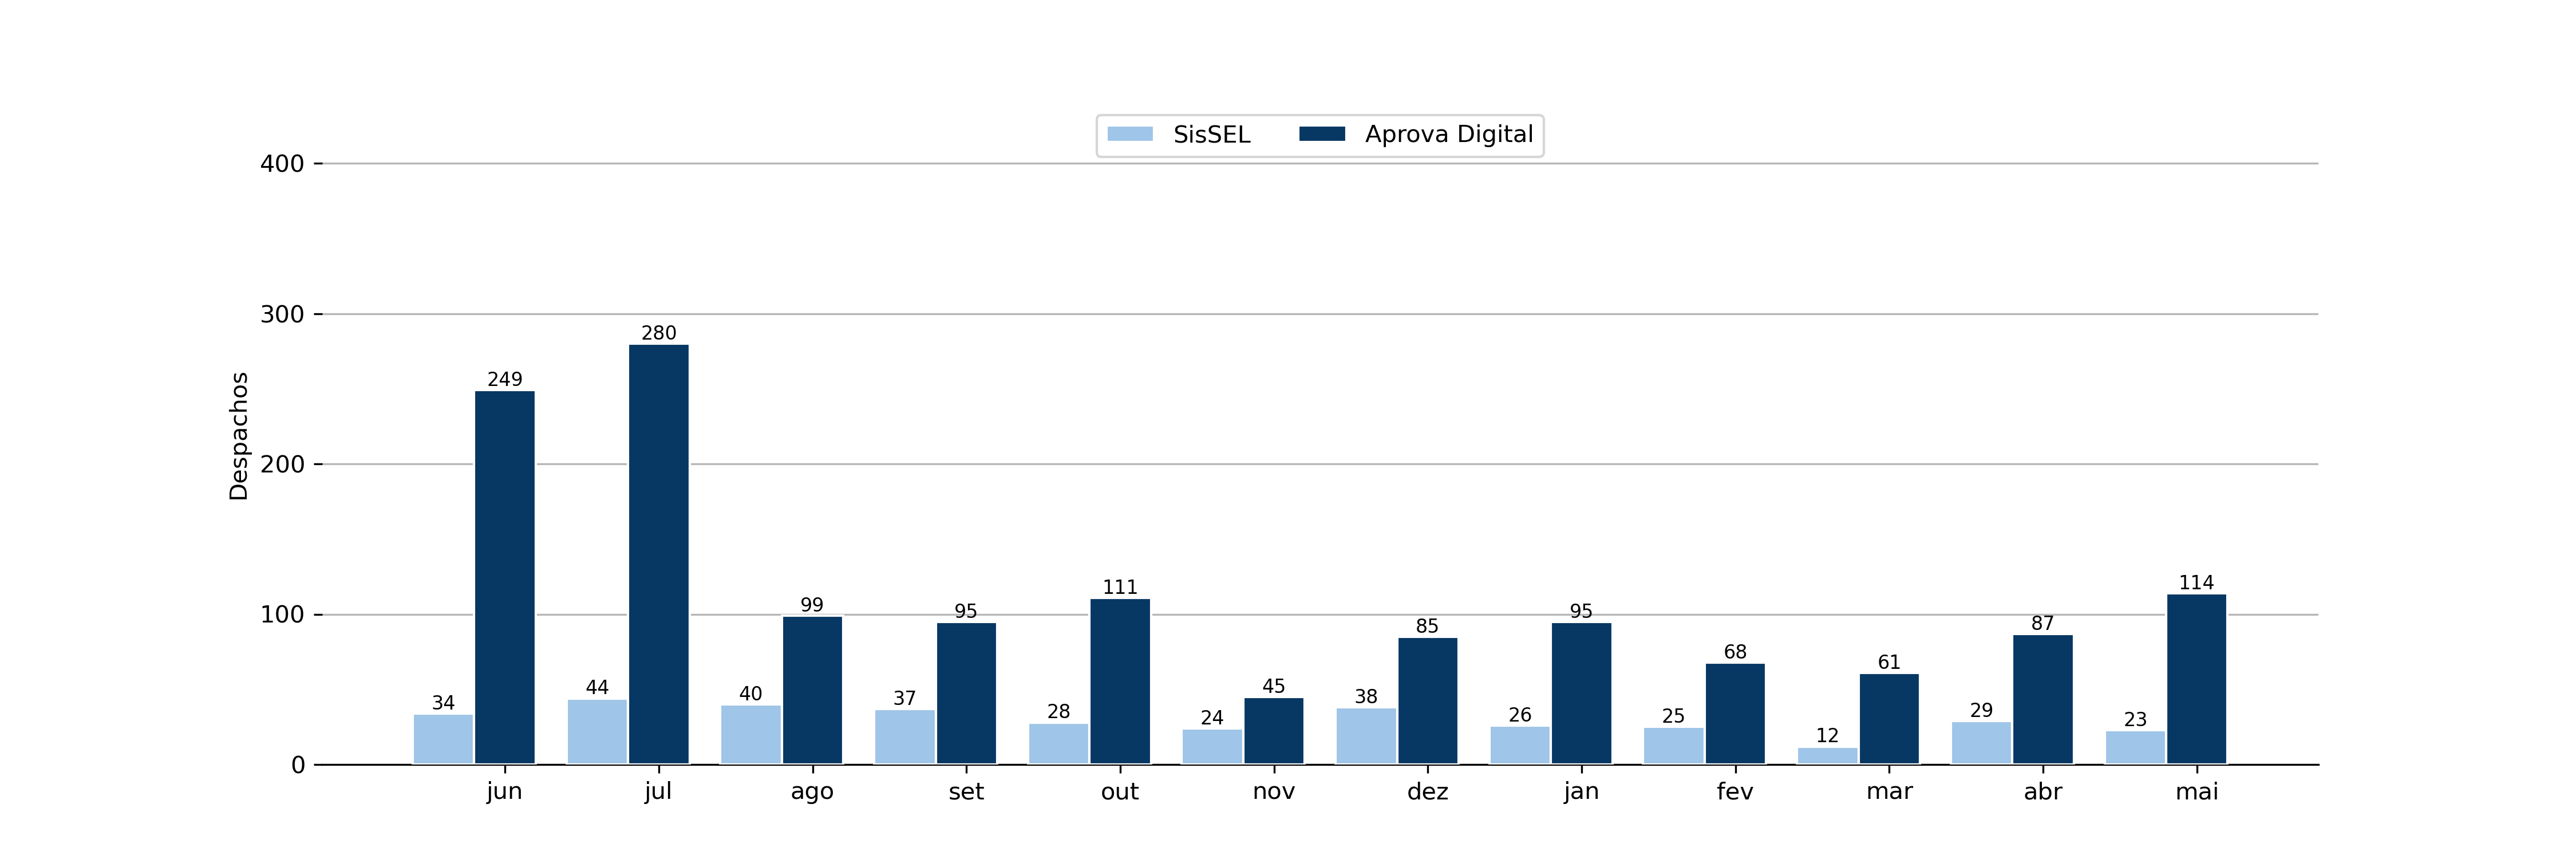 SisSEL Aprova Digital
400
300
200
100
0
Despachos
34 249 44 280 40 99 37 95 28 111 24 45 38 85 26 95 25 68 12 61 29 87 23 114
jun jul ago set out nov dez jan fev mar abr mai